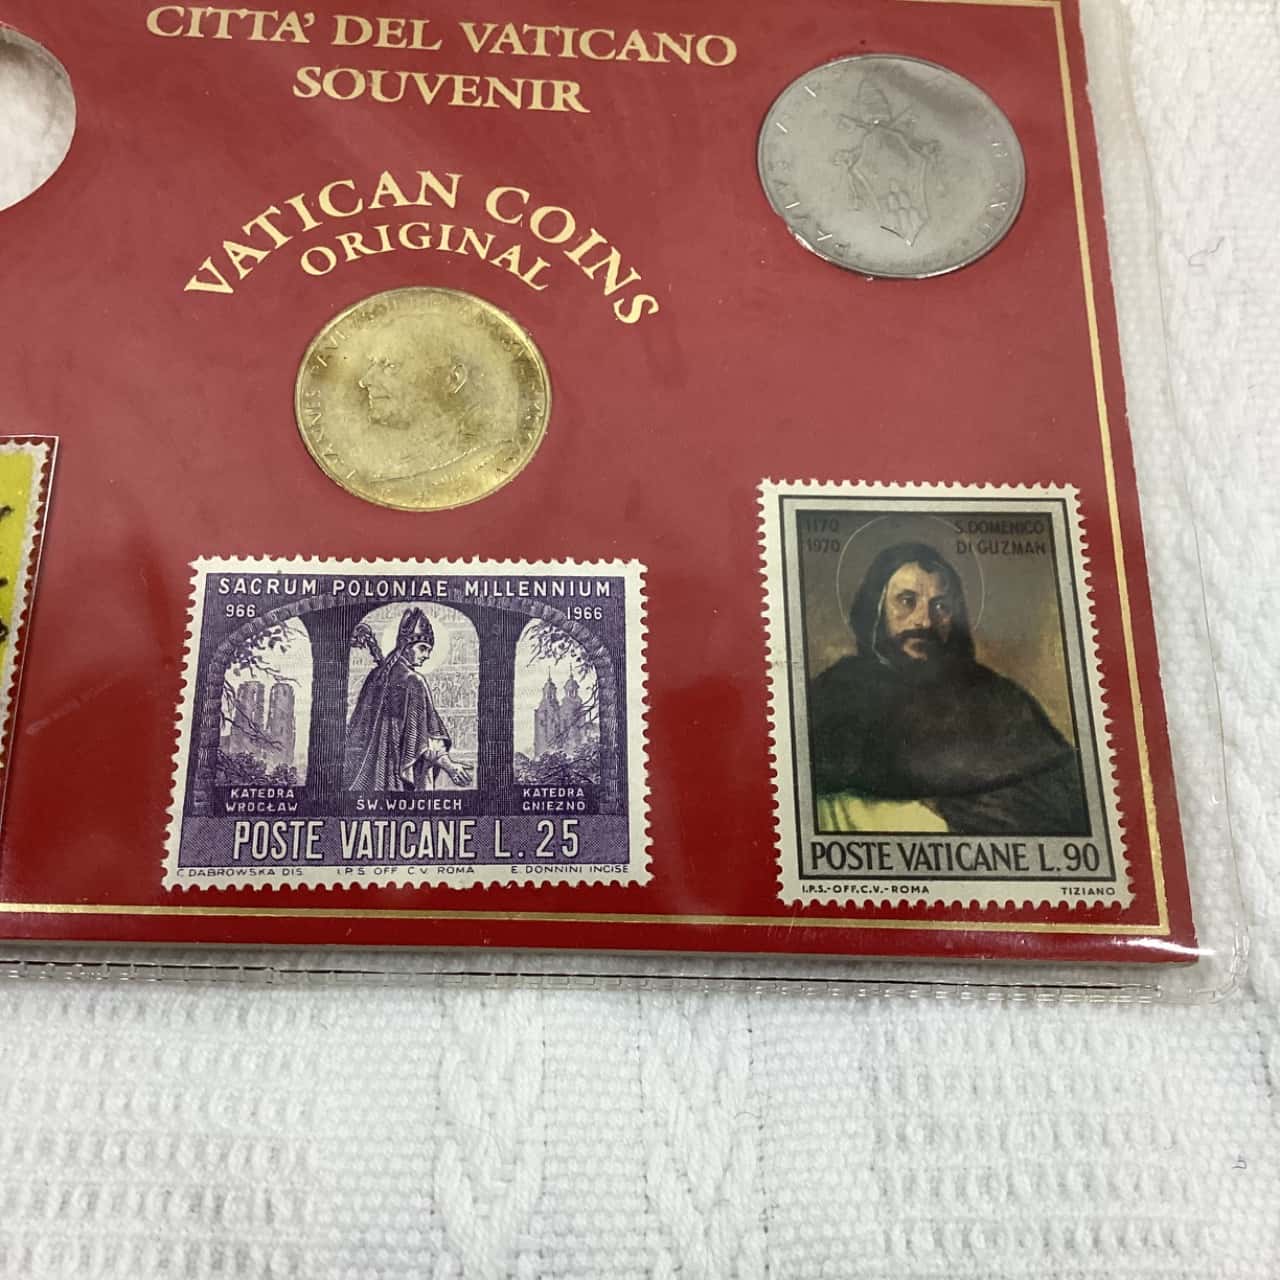 CITTA' DEL VATICANO
SOUVENIR
VATICAN COINS
ORIGINAL
SACRUM POLONIAE MILLENNIUM
966 1966
KATEDRA
WROCŁAW
ŚW. WOJCIECH
KATEDRA
GNIEZNO
POSTE VATICANE L. 25
C DABROWSKA DIS. I.P.S. OFF. C.V. ROMA E. DONNINI INCISE
1170
1970
S. DOMENICO
DI GUZMAN
POSTE VATICANE L. 90
I.P.S.-OFF.C.V.-ROMA TIZIANO